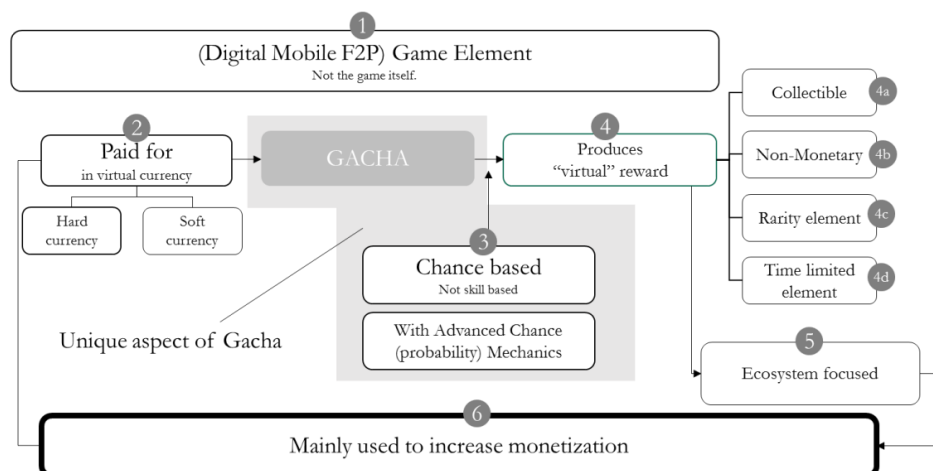 1
(Digital Mobile F2P) Game Element
Not the game itself.
2
Paid for
in virtual currency
Hard
currency
Soft
currency
GACHA
3
Chance based
Not skill based
With Advanced Chance
(probability) Mechanics
Unique aspect of Gacha
4
Produces
“virtual” reward
Collectible
4a
Non-Monetary
4b
Rarity element
4c
Time limited
element
4d
5
Ecosystem focused
6
Mainly used to increase monetization